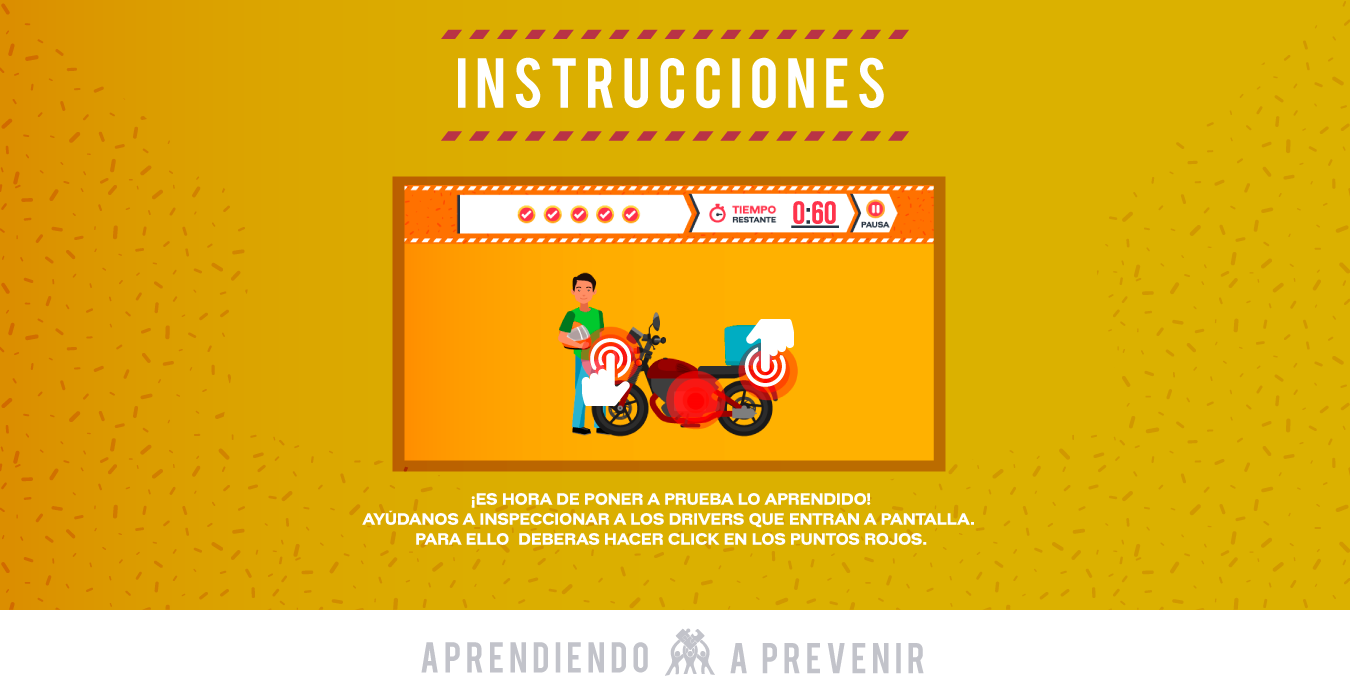 INSTRUCCIONES
TIEMPO
RESTANTE
0:60
PAUSA
¡ES HORA DE PONER A PRUEBA LO APRENDIDO!
AYÚDANOS A INSPECCIONAR A LOS DRIVERS QUE ENTRAN A PANTALLA.
PARA ELLO DEBERAS HACER CLICK EN LOS PUNTOS ROJOS.
APRENDIENDO A PREVENIR